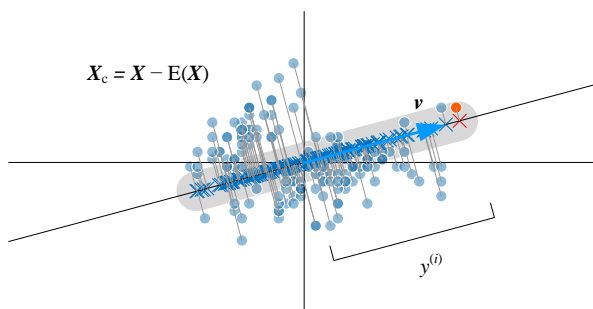 X_c = X − E(X)
v
y^(i)